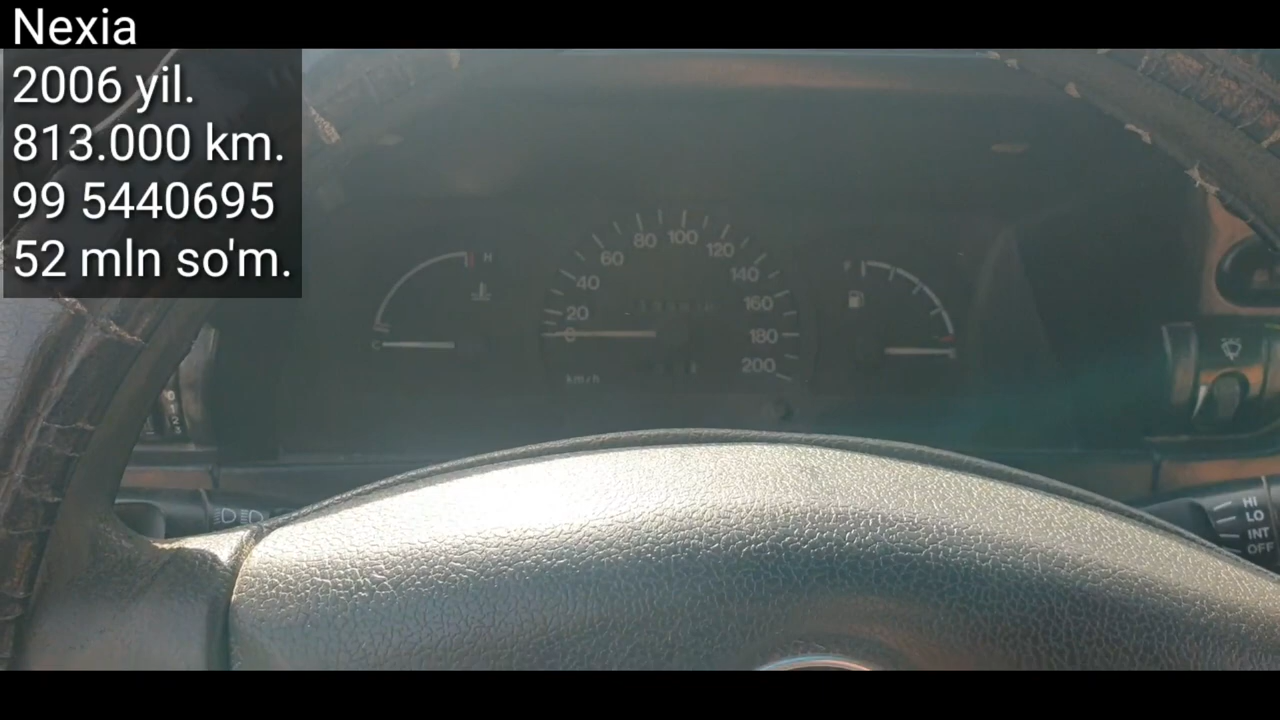 Nexia
2006 yil.
813.000 km.
99 5440695
52 mln so'm.
H
C
0
20
40
60
80
100
120
140
160
180
200
km/h
F
HI
LO
INT
OFF